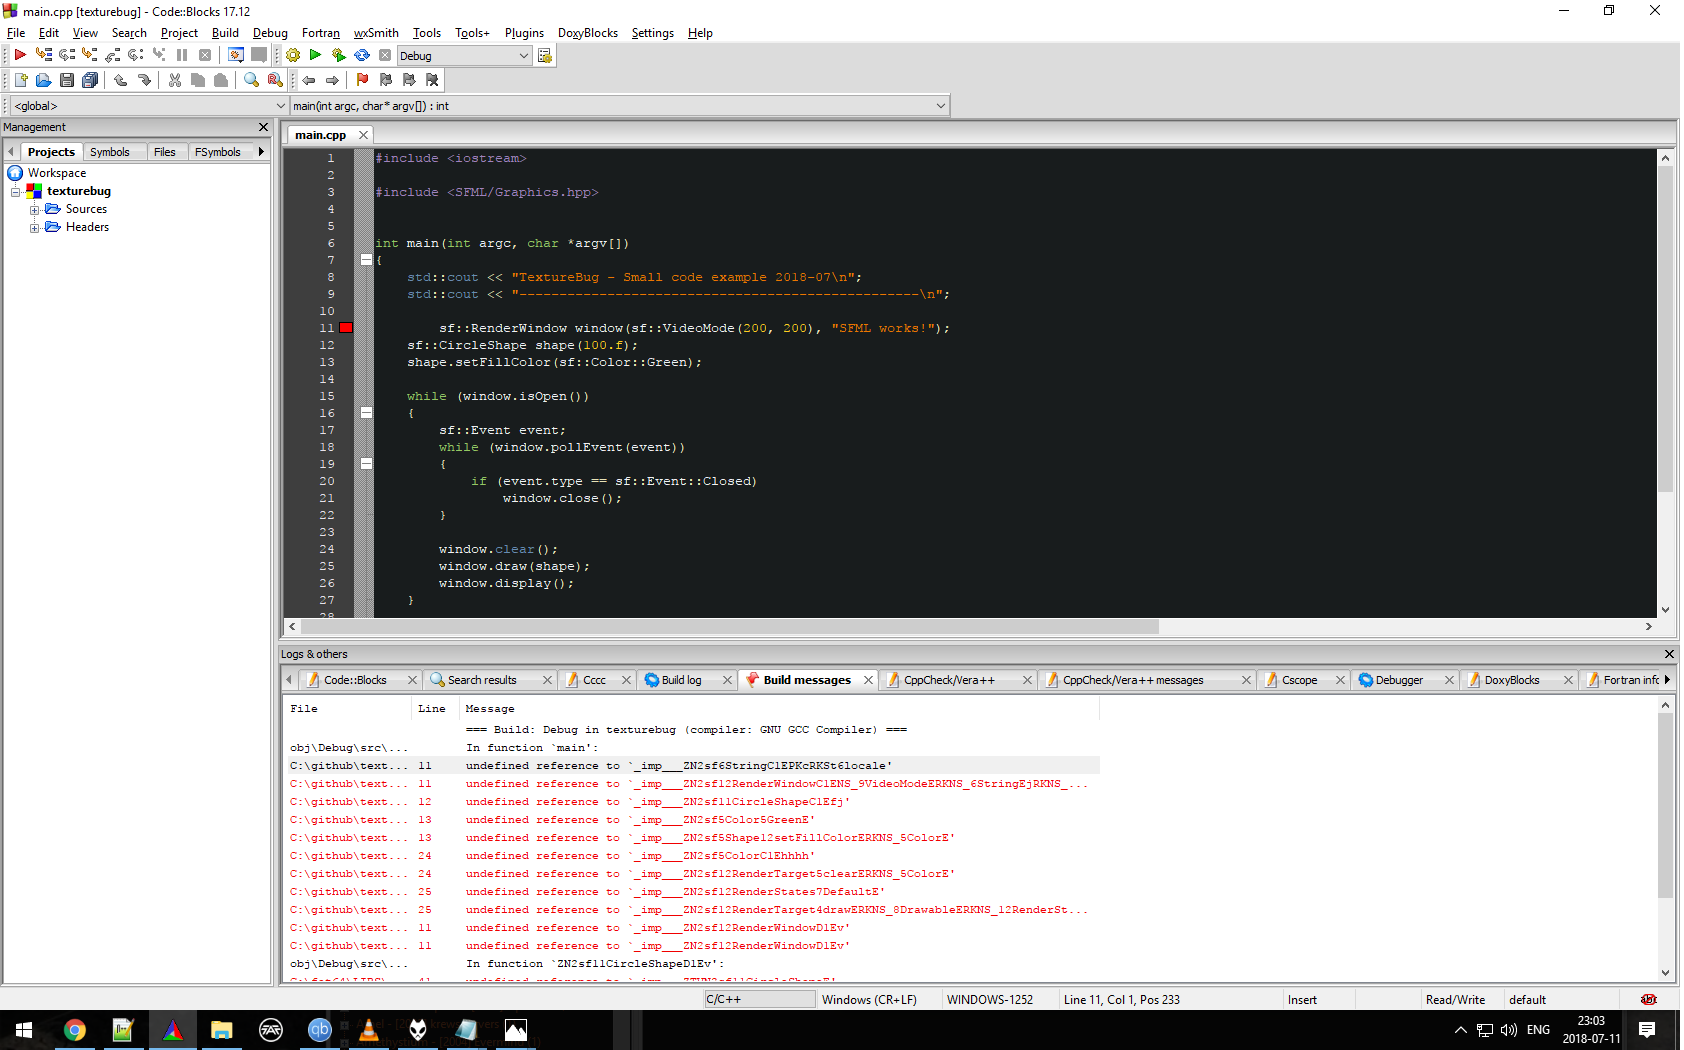 main.cpp [texturebug] - Code::Blocks 17.12
File Edit View Search Project Build Debug Fortran wxSmith Tools Tools+ Plugins DoxyBlocks Settings Help
Debug
<global> main(int argc, char* argv[]) : int
Management
Projects Symbols Files FSymbols
Workspace
texturebug
Sources
Headers
main.cpp
1 #include <iostream>
2
3 #include <SFML/Graphics.hpp>
4
5
6 int main(int argc, char *argv[])
7 {
8 std::cout << "TextureBug - Small code example 2018-07\n";
9 std::cout << "--------------------------------------------------\n";
10
11 sf::RenderWindow window(sf::VideoMode(200, 200), "SFML works!");
12 sf::CircleShape shape(100.f);
13 shape.setFillColor(sf::Color::Green);
14
15 while (window.isOpen())
16 {
17 sf::Event event;
18 while (window.pollEvent(event))
19 {
20 if (event.type == sf::Event::Closed)
21 window.close();
22 }
23
24 window.clear();
25 window.draw(shape);
26 window.display();
27 }
28
Logs & others
Code::Blocks Search results Cccc Build log Build messages CppCheck/Vera++ CppCheck/Vera++ messages Cscope Debugger DoxyBlocks Fortran info
File Line Message
=== Build: Debug in texturebug (compiler: GNU GCC Compiler) ===
obj\Debug\src\... In function `main':
C:\github\text... 11 undefined reference to `_imp___ZN2sf6StringC1EPKcRKSt6locale'
C:\github\text... 11 undefined reference to `_imp___ZN2sf12RenderWindowC1ENS_9VideoModeERKNS_6StringEjRKNS_...
C:\github\text... 12 undefined reference to `_imp___ZN2sf11CircleShapeC1Efj'
C:\github\text... 13 undefined reference to `_imp___ZN2sf5Color5GreenE'
C:\github\text... 13 undefined reference to `_imp___ZN2sf5Shape12setFillColorERKNS_5ColorE'
C:\github\text... 24 undefined reference to `_imp___ZN2sf5ColorC1Ehhhh'
C:\github\text... 24 undefined reference to `_imp___ZN2sf12RenderTarget5clearERKNS_5ColorE'
C:\github\text... 25 undefined reference to `_imp___ZN2sf12RenderStates7DefaultE'
C:\github\text... 25 undefined reference to `_imp___ZN2sf12RenderTarget4drawERKNS_8DrawableERKNS_12RenderSt...
C:\github\text... 11 undefined reference to `_imp___ZN2sf12RenderWindowD1Ev'
C:\github\text... 11 undefined reference to `_imp___ZN2sf12RenderWindowD1Ev'
obj\Debug\src\... In function `ZN2sf11CircleShapeD1Ev':
41 undefined reference to `_imp___ZTVN2sf11CircleShapeE'
C/C++ Windows (CR+LF) WINDOWS-1252 Line 11, Col 1, Pos 233 Insert Read/Write default
ENG
23:03
2018-07-11